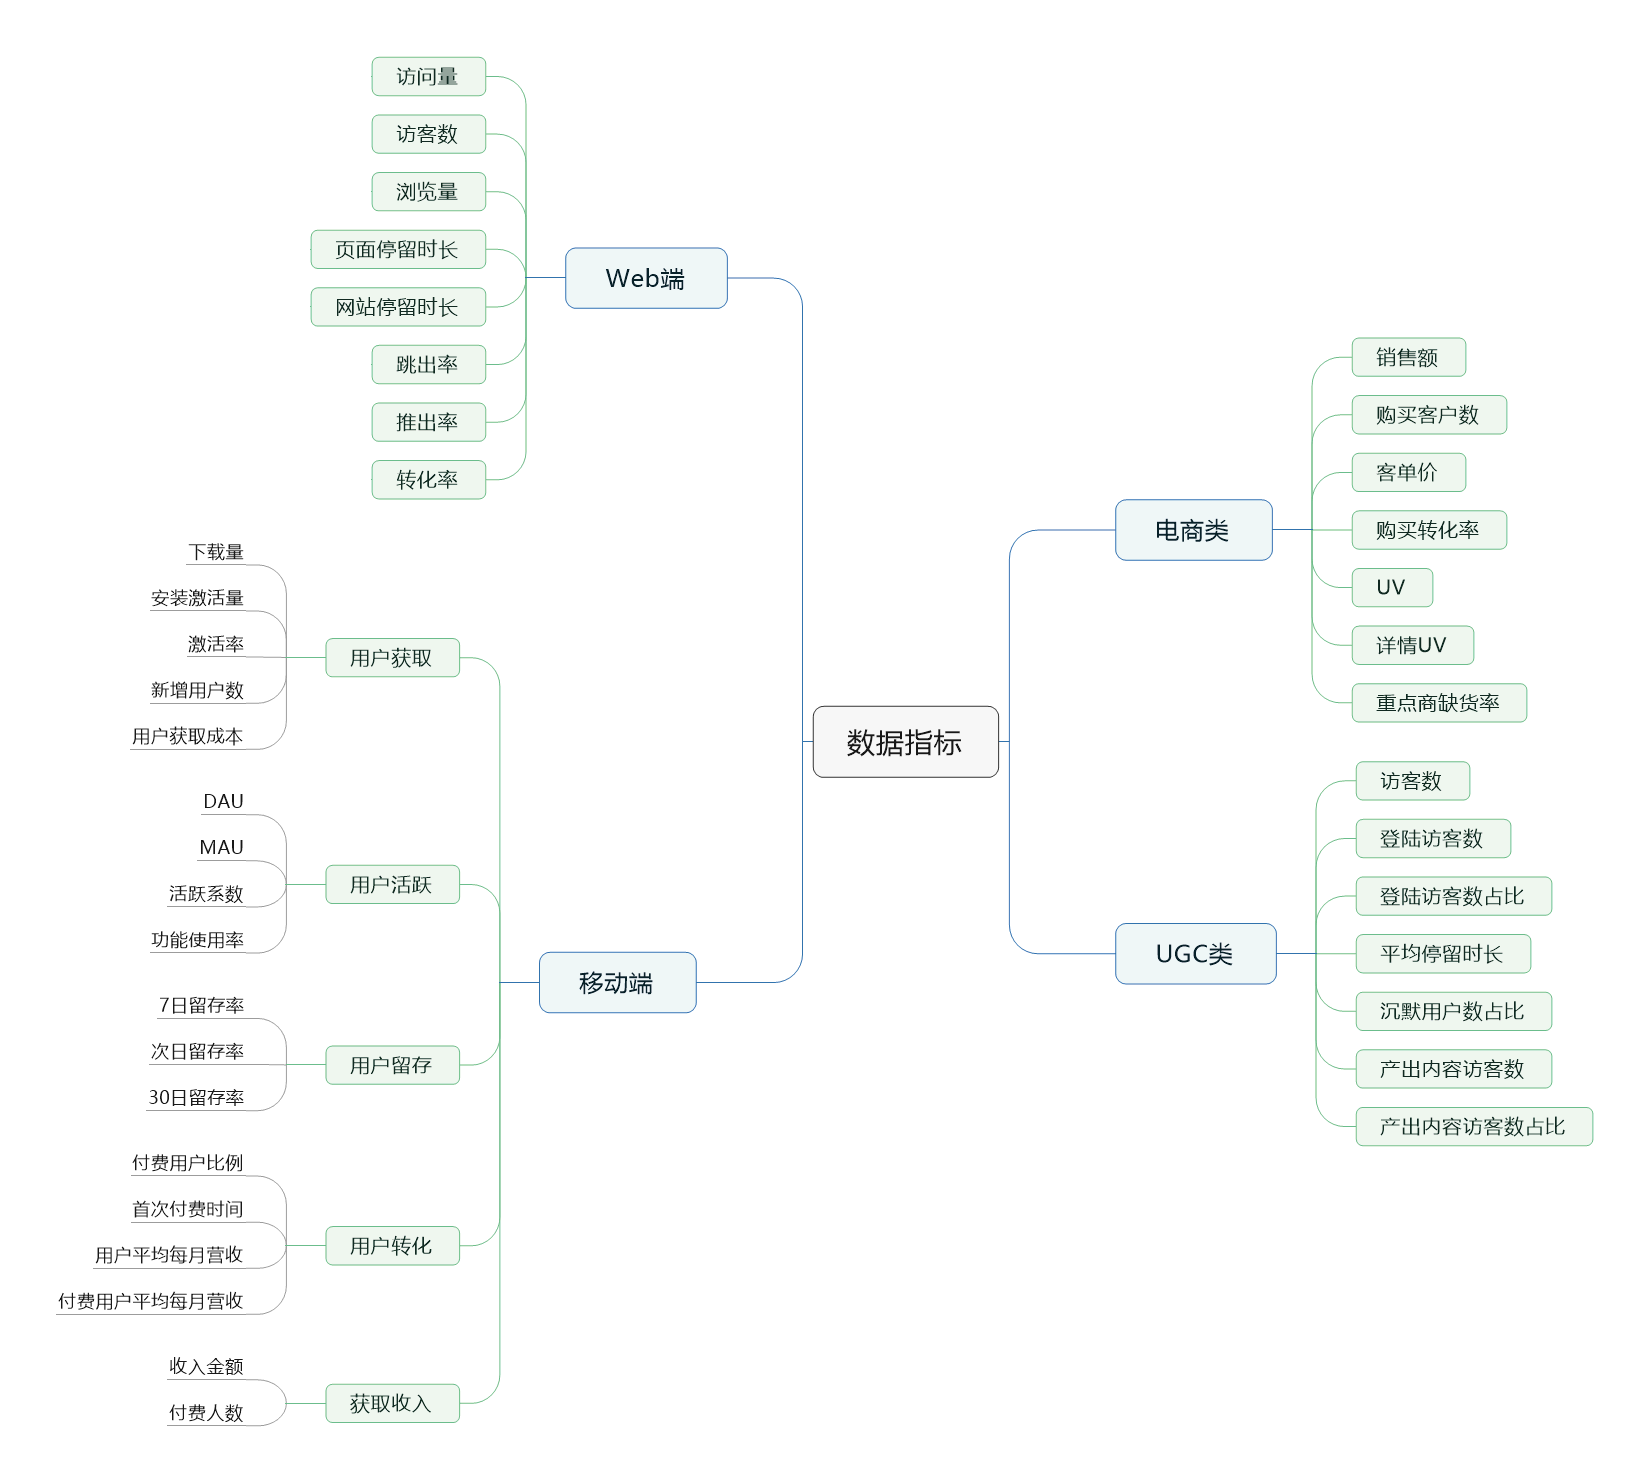 数据指标
Web端
访问量
访客数
浏览量
页面停留时长
网站停留时长
跳出率
推出率
转化率
移动端
用户获取
下载量
安装激活量
激活率
新增用户数
用户获取成本
用户活跃
DAU
MAU
活跃系数
功能使用率
用户留存
7日留存率
次日留存率
30日留存率
用户转化
付费用户比例
首次付费时间
用户平均每月营收
付费用户平均每月营收
获取收入
收入金额
付费人数
电商类
销售额
购买客户数
客单价
购买转化率
UV
详情UV
重点商缺货率
UGC类
访客数
登陆访客数
登陆访客数占比
平均停留时长
沉默用户数占比
产出内容访客数
产出内容访客数占比